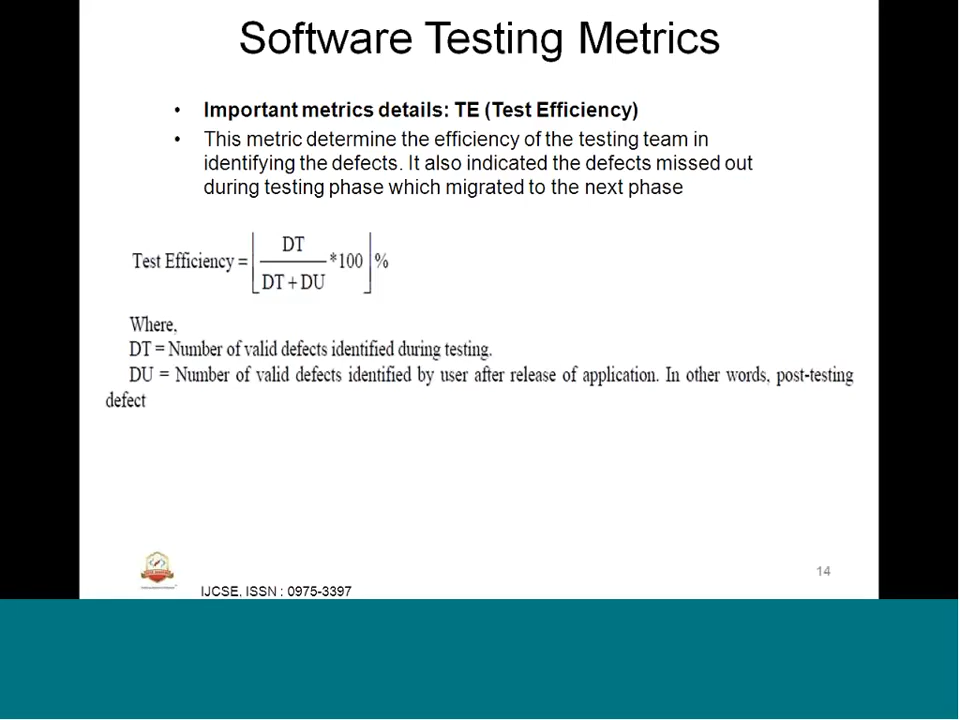 Software Testing Metrics
• Important metrics details: TE (Test Efficiency)
• This metric determine the efficiency of the testing team in
identifying the defects. It also indicated the defects missed out
during testing phase which migrated to the next phase
Test Efficiency = ⌊ DT / DT + DU *100 ⌋ %
Where,
DT = Number of valid defects identified during testing.
DU = Number of valid defects identified by user after release of application. In other words, post-testing
defect
14
IJCSE, ISSN : 0975-3397